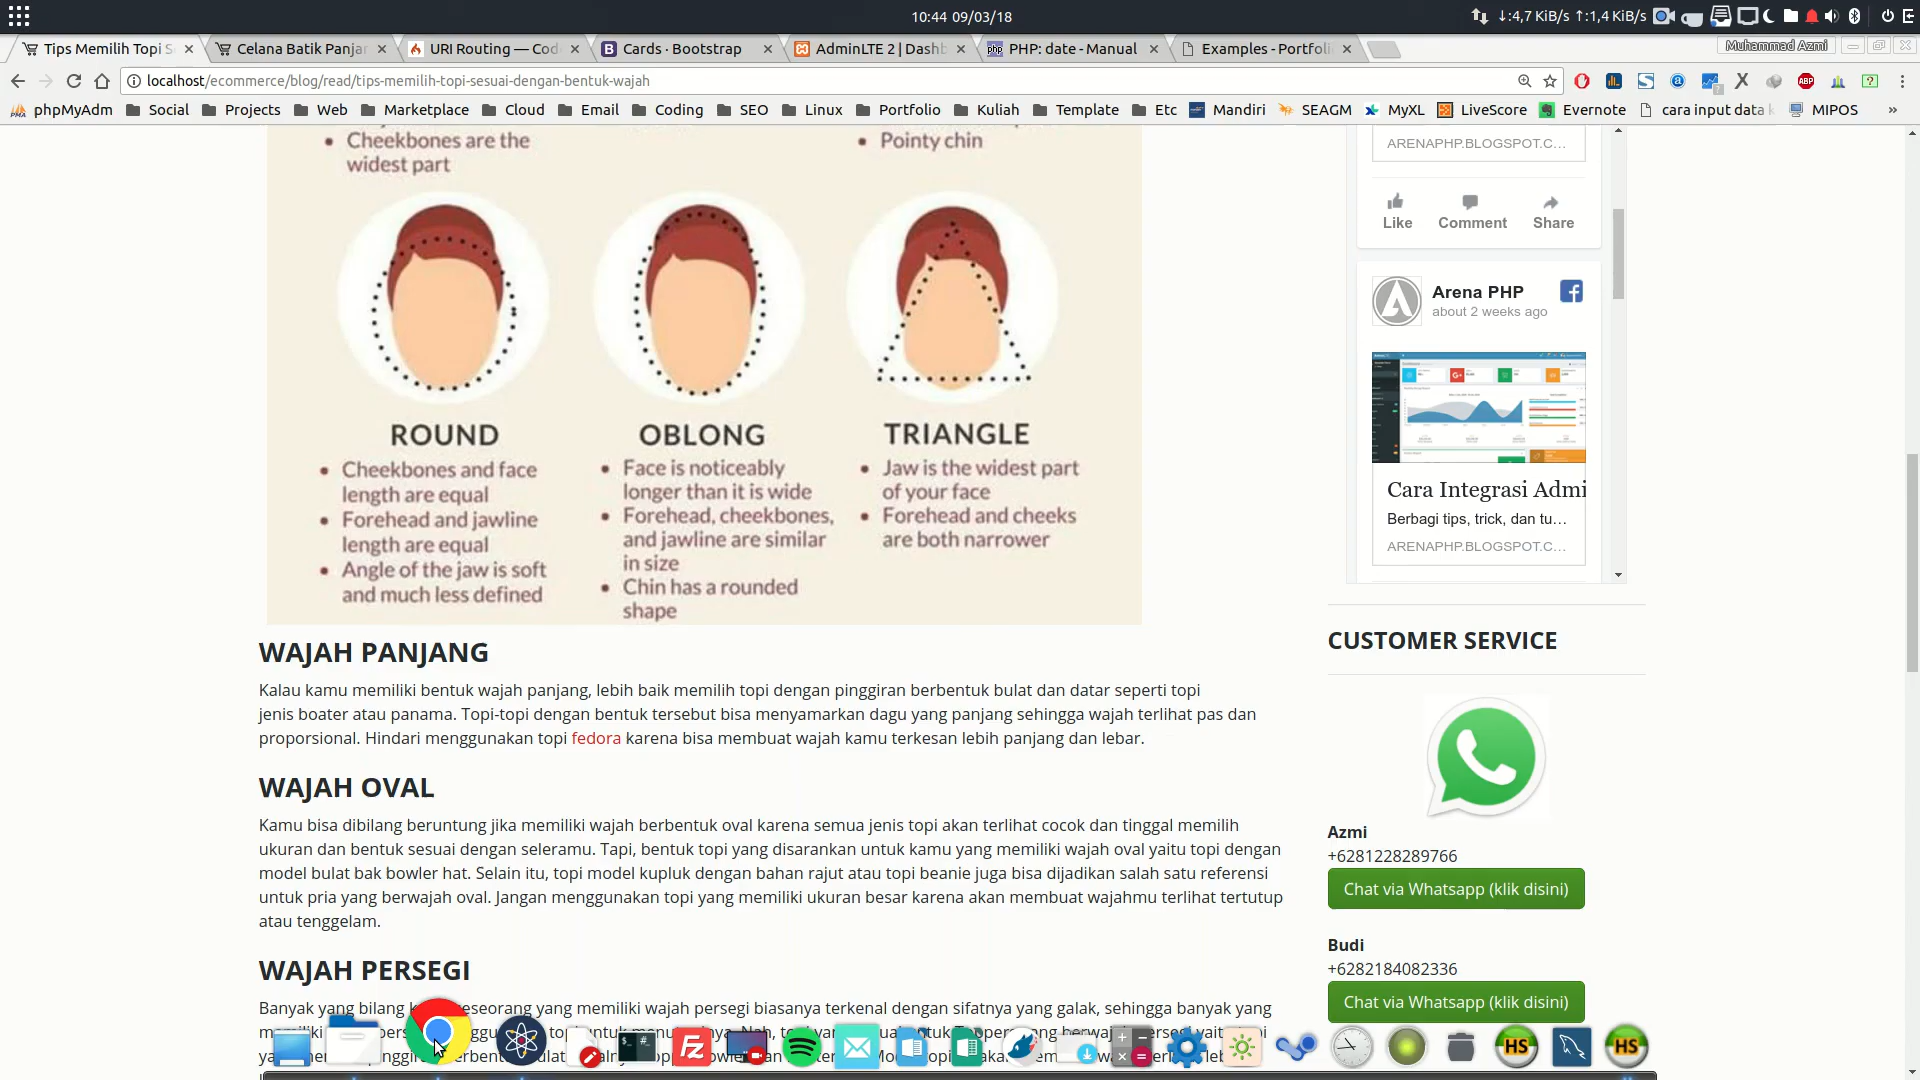 10:44 09/03/18
↓:4,7 KiB/s ↑:1,4 KiB/s
Tips Memilih Topi S
Celana Batik Panjan
URI Routing — Cod
Cards · Bootstrap
AdminLTE 2 | Dashb
PHP: date - Manual
Examples - Portfoli
Muhammad Azmi
localhost/ecommerce/blog/read/tips-memilih-topi-sesuai-dengan-bentuk-wajah
phpMyAdm Social Projects Web Marketplace Cloud Email Coding SEO Linux Portfolio Kuliah Template Etc Mandiri SEAGM MyXL LiveScore Evernote cara input data MIPOS »
• Cheekbones are the
widest part
• Pointy chin
ROUND
• Cheekbones and face
length are equal
• Forehead and jawline
length are equal
• Angle of the jaw is soft
and much less defined
OBLONG
• Face is noticeably
longer than it is wide
• Forehead, cheekbones,
and jawline are similar
in size
• Chin has a rounded
shape
TRIANGLE
• Jaw is the widest part
of your face
• Forehead and cheeks
are both narrower
WAJAH PANJANG
Kalau kamu memiliki bentuk wajah panjang, lebih baik memilih topi dengan pinggiran berbentuk bulat dan datar seperti topi
jenis boater atau panama. Topi-topi dengan bentuk tersebut bisa menyamarkan dagu yang panjang sehingga wajah terlihat pas dan
proporsional. Hindari menggunakan topi fedora karena bisa membuat wajah kamu terkesan lebih panjang dan lebar.
WAJAH OVAL
Kamu bisa dibilang beruntung jika memiliki wajah berbentuk oval karena semua jenis topi akan terlihat cocok dan tinggal memilih
ukuran dan bentuk sesuai dengan seleramu. Tapi, bentuk topi yang disarankan untuk kamu yang memiliki wajah oval yaitu topi dengan
model bulat bak bowler hat. Selain itu, topi model kupluk dengan bahan rajut atau topi beanie juga bisa dijadikan salah satu referensi
untuk pria yang berwajah oval. Jangan menggunakan topi yang memiliki ukuran besar karena akan membuat wajahmu terlihat tertutup
atau tenggelam.
WAJAH PERSEGI
Banyak yang bilang seseorang yang memiliki wajah persegi biasanya terkenal dengan sifatnya yang galak, sehingga banyak yang
ARENAPHP.BLOGSPOT.C...
Like
Comment
Share
Arena PHP
about 2 weeks ago
Cara Integrasi Admi
Berbagi tips, trick, dan tu...
ARENAPHP.BLOGSPOT.C...
CUSTOMER SERVICE
Azmi
+6281228289766
Chat via Whatsapp (klik disini)
Budi
+6282184082336
Chat via Whatsapp (klik disini)